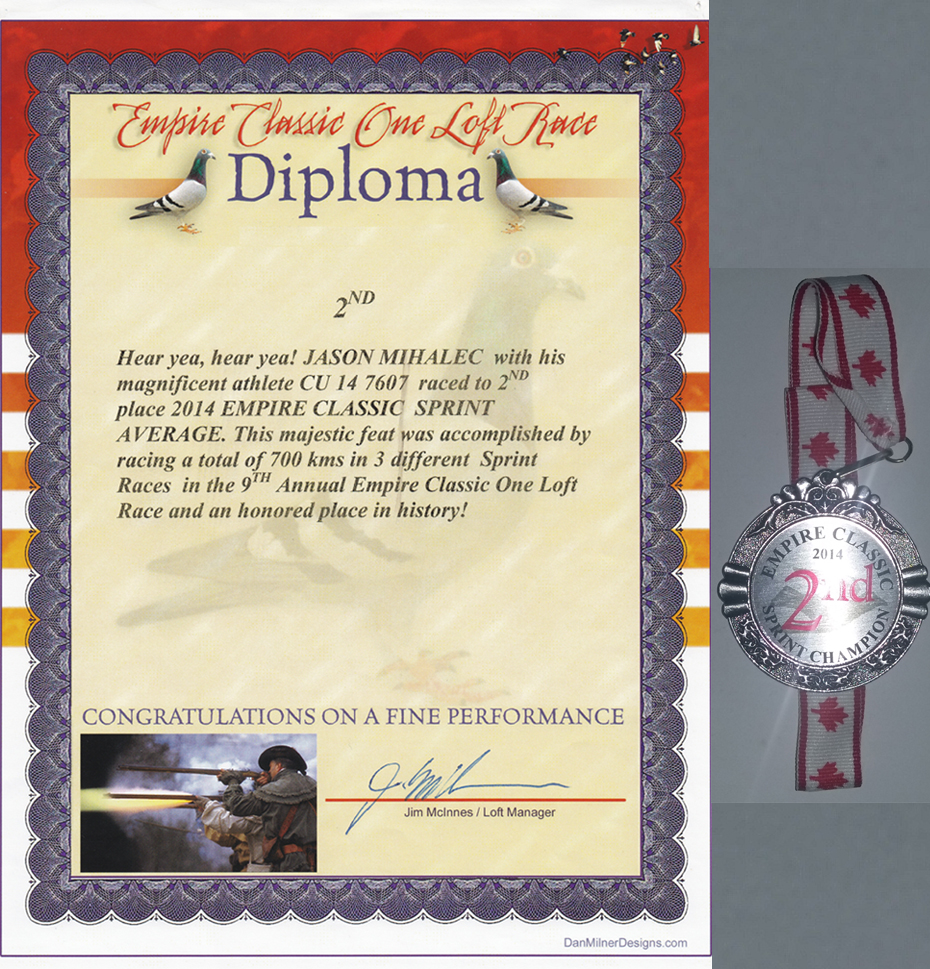 Empire Classic One Loft Race
Diploma
2ND
Hear yea, hear yea! JASON MIHALEC with his
magnificent athlete CU 14 7607 raced to 2ND
place 2014 EMPIRE CLASSIC SPRINT
AVERAGE. This majestic feat was accomplished by
racing a total of 700 kms in 3 different Sprint
Races in the 9TH Annual Empire Classic One Loft
Race and an honored place in history!
CONGRATULATIONS ON A FINE PERFORMANCE
Jim McInnes / Loft Manager
DanMilnerDesigns.com
EMPIRE CLASSIC
2014
2nd
SPRINT CHAMPION